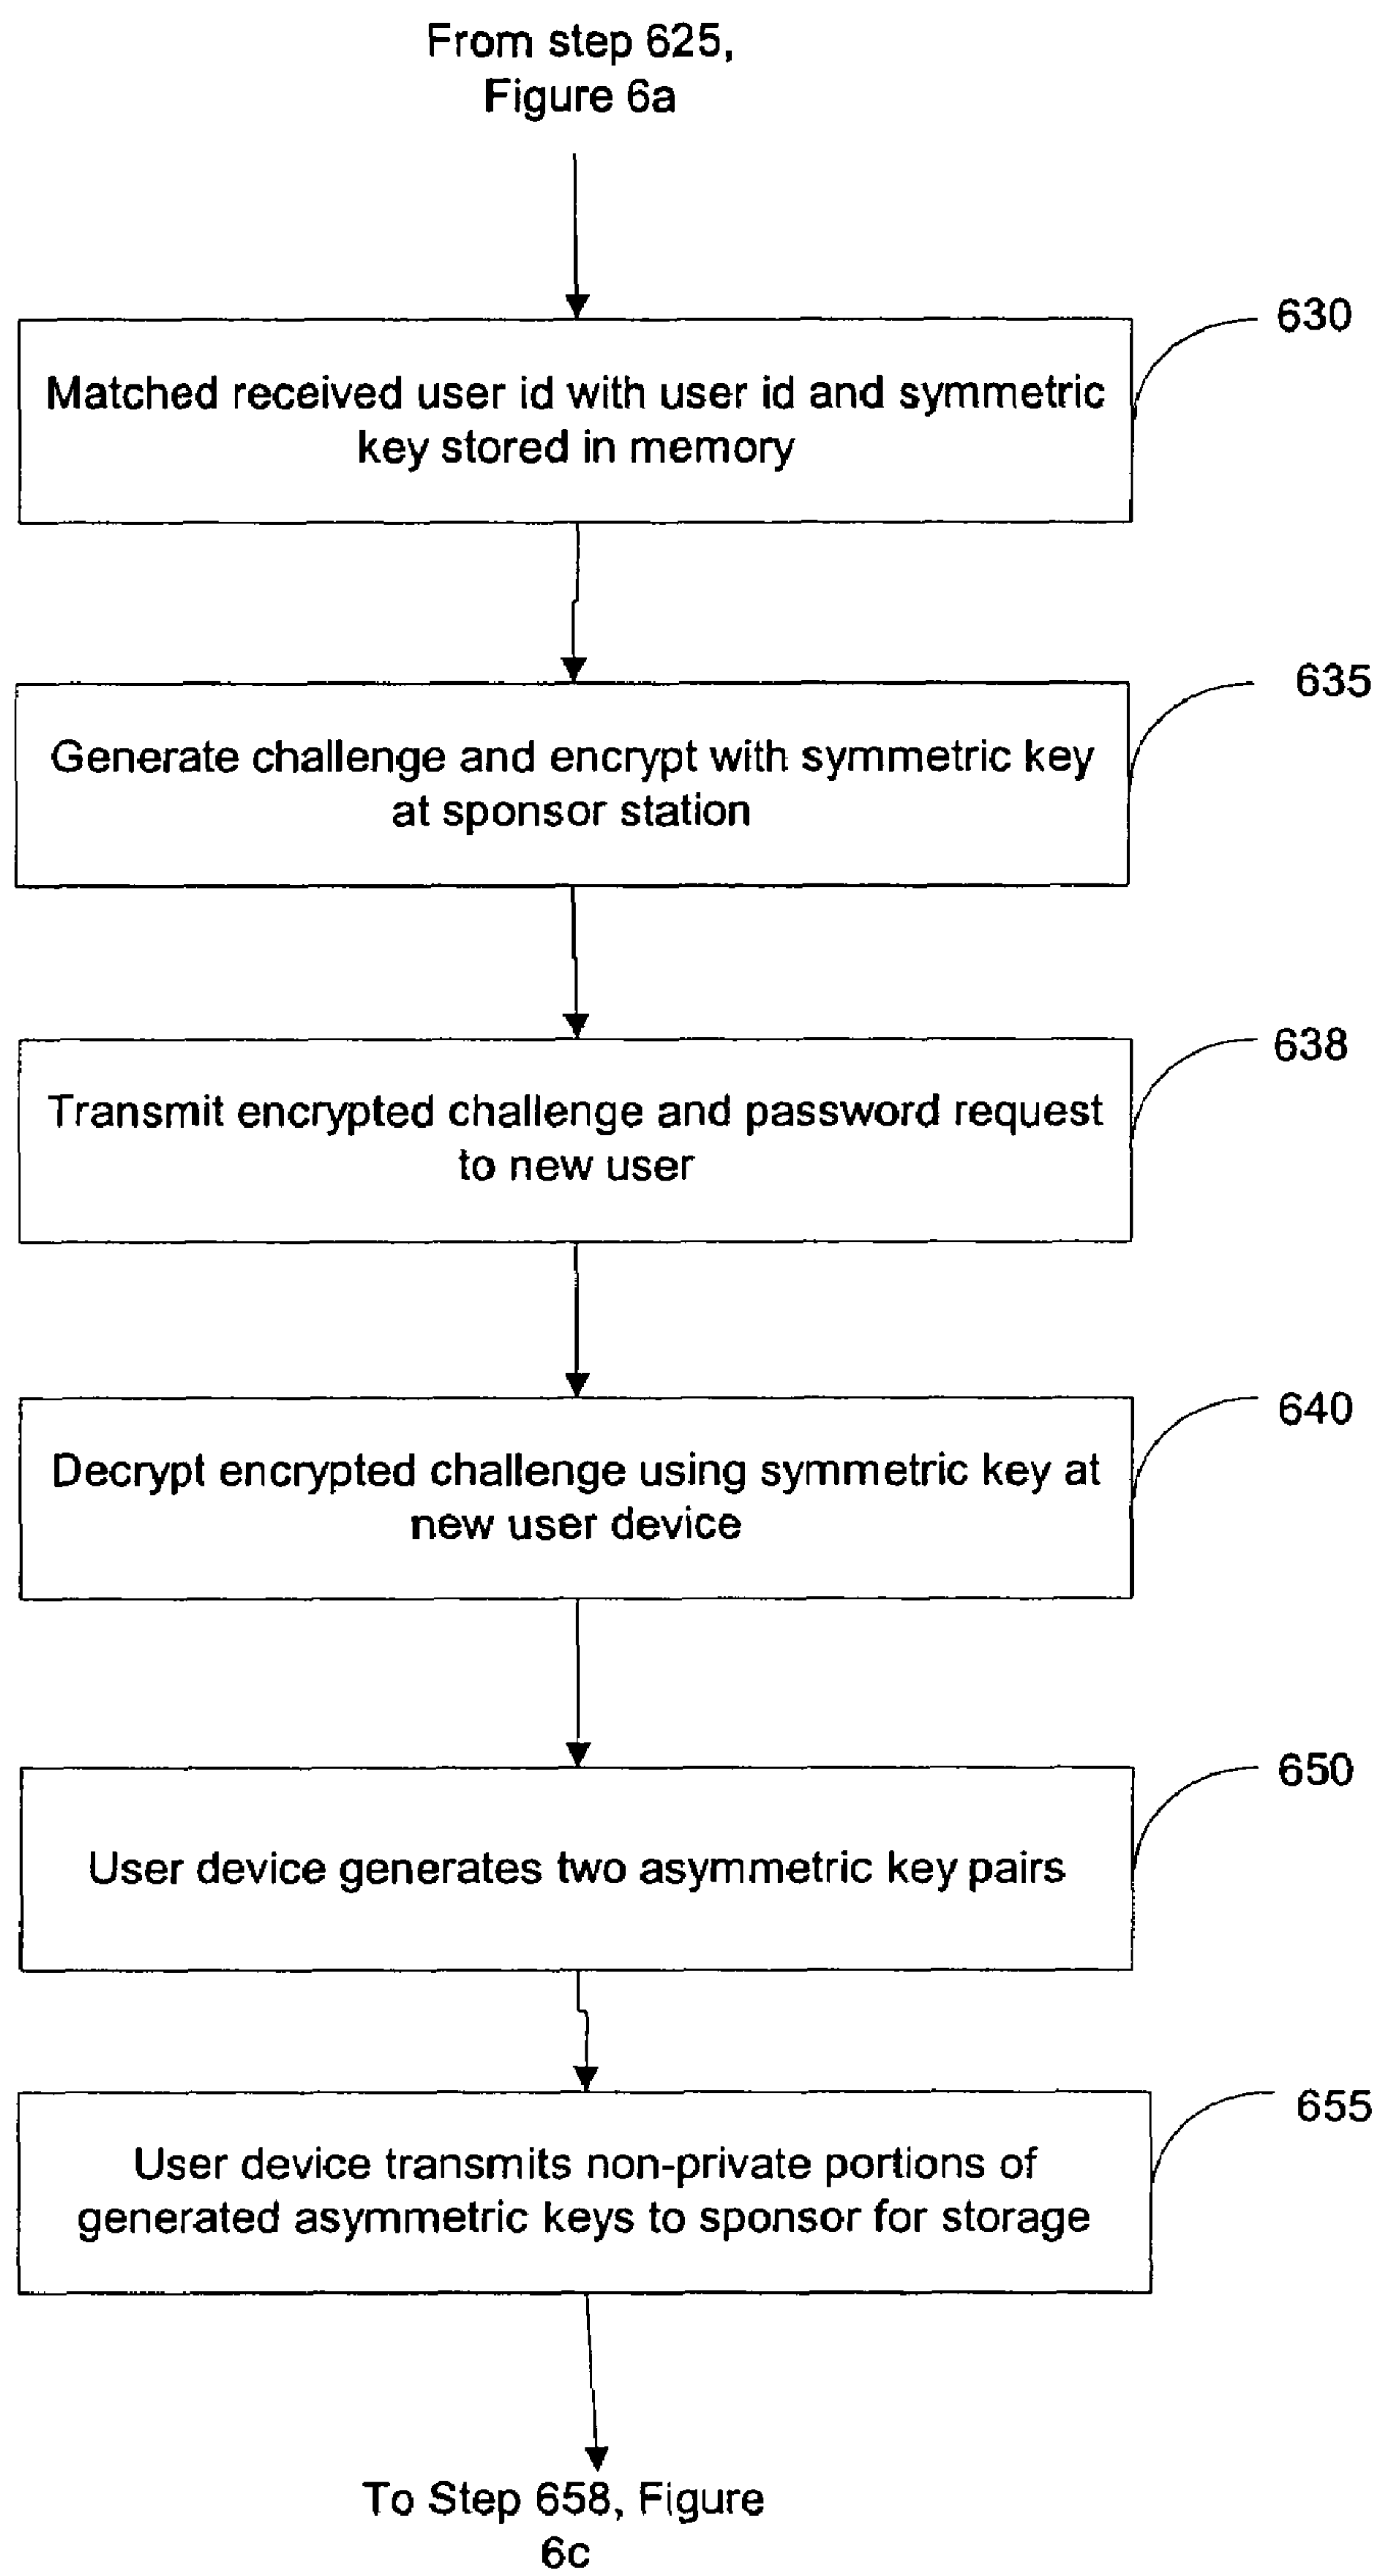 From step 625,
Figure 6a
630
Matched received user id with user id and symmetric
key stored in memory
635
Generate challenge and encrypt with symmetric key
at sponsor station
638
Transmit encrypted challenge and password request
to new user
640
Decrypt encrypted challenge using symmetric key at
new user device
650
User device generates two asymmetric key pairs
655
User device transmits non-private portions of
generated asymmetric keys to sponsor for storage
To Step 658, Figure
6c